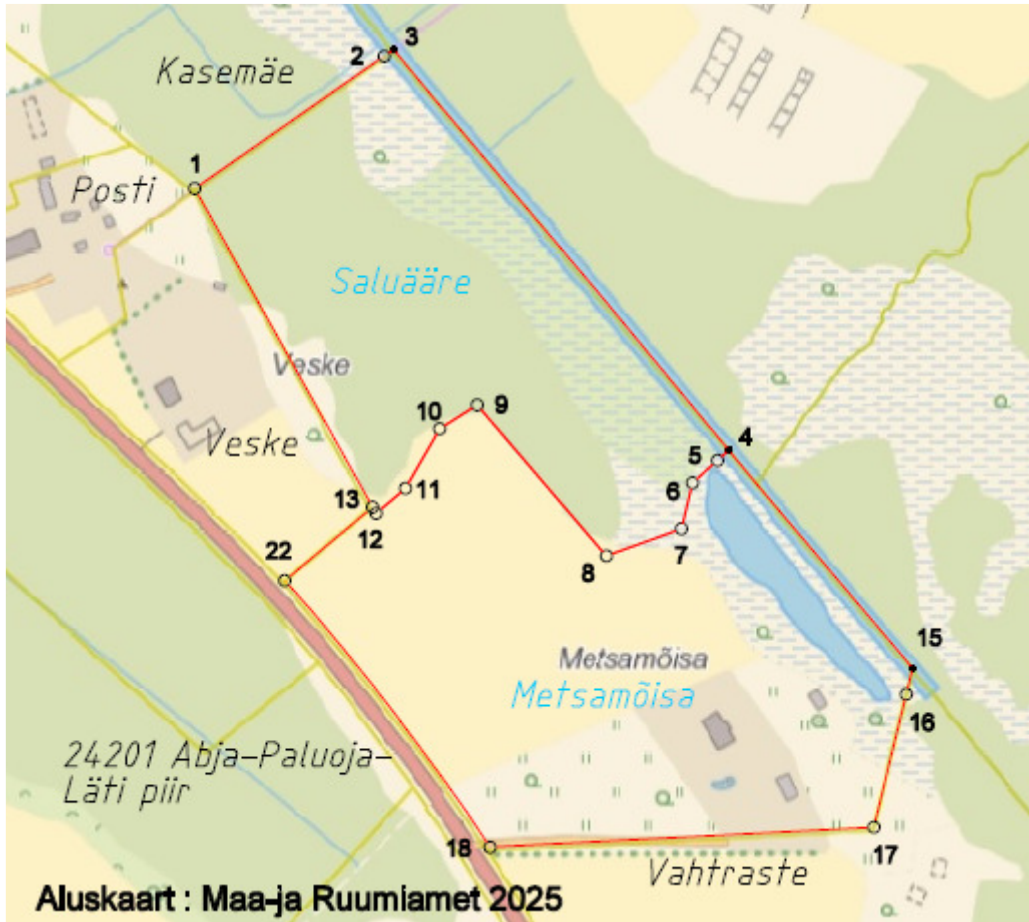 3
2
Kasemäe
1
Posti
Saluääre
Veske
9
10
Veske
4
5
11
6
13
12
7
22
8
15
Metsamõisa
Metsamõisa
16
24201 Abja-Paluoja-
Läti piir
17
18
Vahtraste
Aluskaart : Maa-ja Ruumiamet 2025